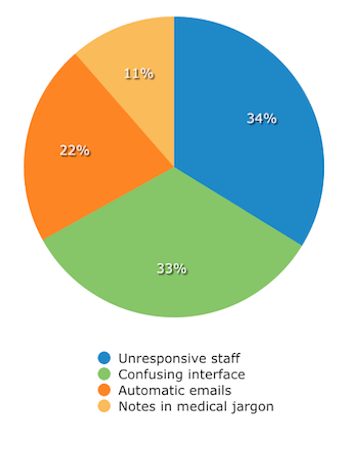 11%
34%
22%
33%
Unresponsive staff
Confusing interface
Automatic emails
Notes in medical jargon